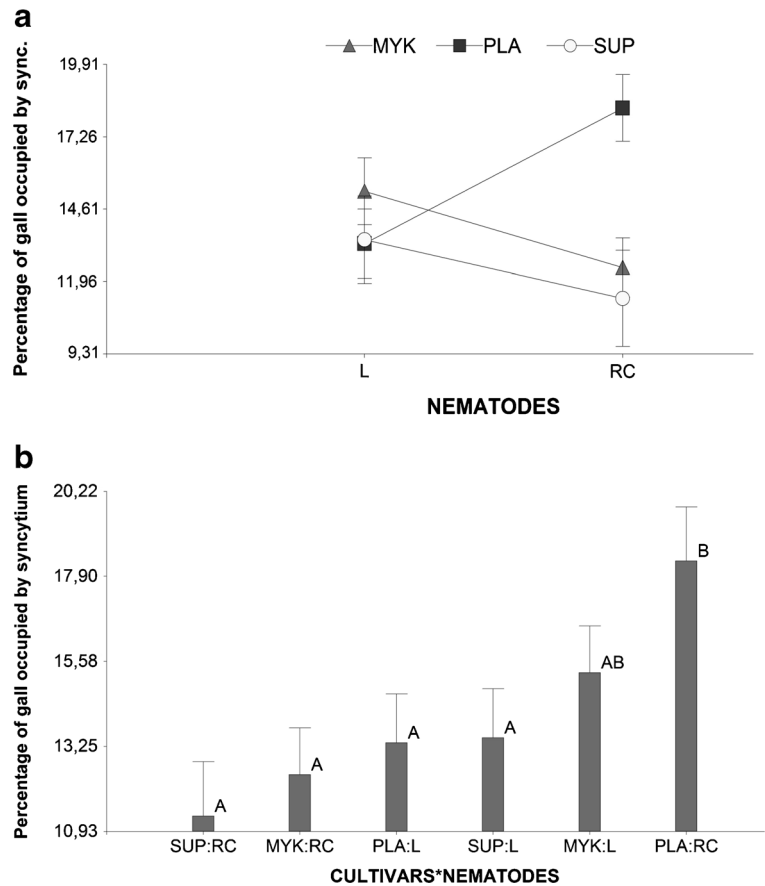 a
MYK PLA SUP
Percentage of gall occupied by sync.
19,91
17,26
14,61
11,96
9,31
L RC
NEMATODES
b
Percentage of gall occupied by syncytium
20,22
17,90
15,58
13,25
10,93
A A A A AB B
SUP:RC MYK:RC PLA:L SUP:L MYK:L PLA:RC
CULTIVARS*NEMATODES